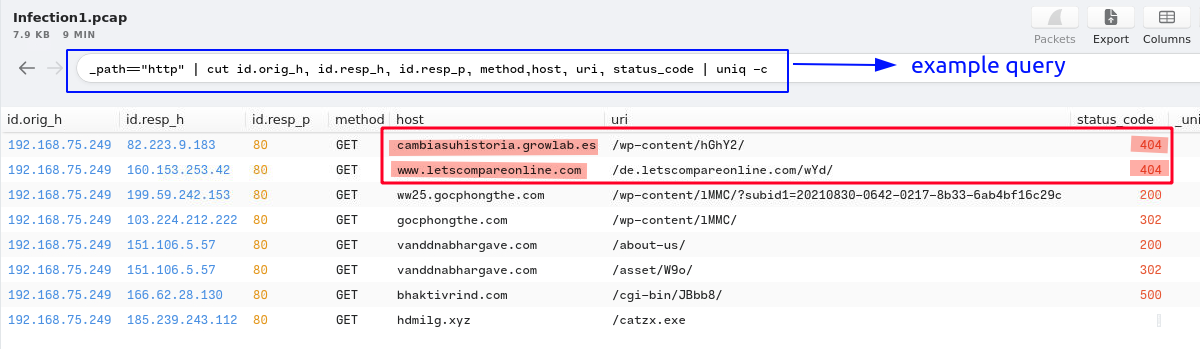 Infection1.pcap
7.9 KB 9 MIN
Packets Export Columns
_path=="http" | cut id.orig_h, id.resp_h, id.resp_p, method,host, uri, status_code | uniq -c
example query
id.orig_h id.resp_h id.resp_p method host uri status_code _uni
192.168.75.249 82.223.9.183 80 GET cambiasuhistoria.growlab.es /wp-content/hGhY2/ 404
192.168.75.249 160.153.253.42 80 GET www.letscompareonline.com /de.letscompareonline.com/wYd/ 404
192.168.75.249 199.59.242.153 80 GET ww25.gocphongthe.com /wp-content/lMMC/?subid1=20210830-0642-0217-8b33-6ab4bf16c29c 200
192.168.75.249 103.224.212.222 80 GET gocphongthe.com /wp-content/lMMC/ 302
192.168.75.249 151.106.5.57 80 GET vanddnabhargave.com /about-us/ 200
192.168.75.249 151.106.5.57 80 GET vanddnabhargave.com /asset/W9o/ 302
192.168.75.249 166.62.28.130 80 GET bhaktivrind.com /cgi-bin/JBbb8/ 500
192.168.75.249 185.239.243.112 80 GET hdmilg.xyz /catzx.exe